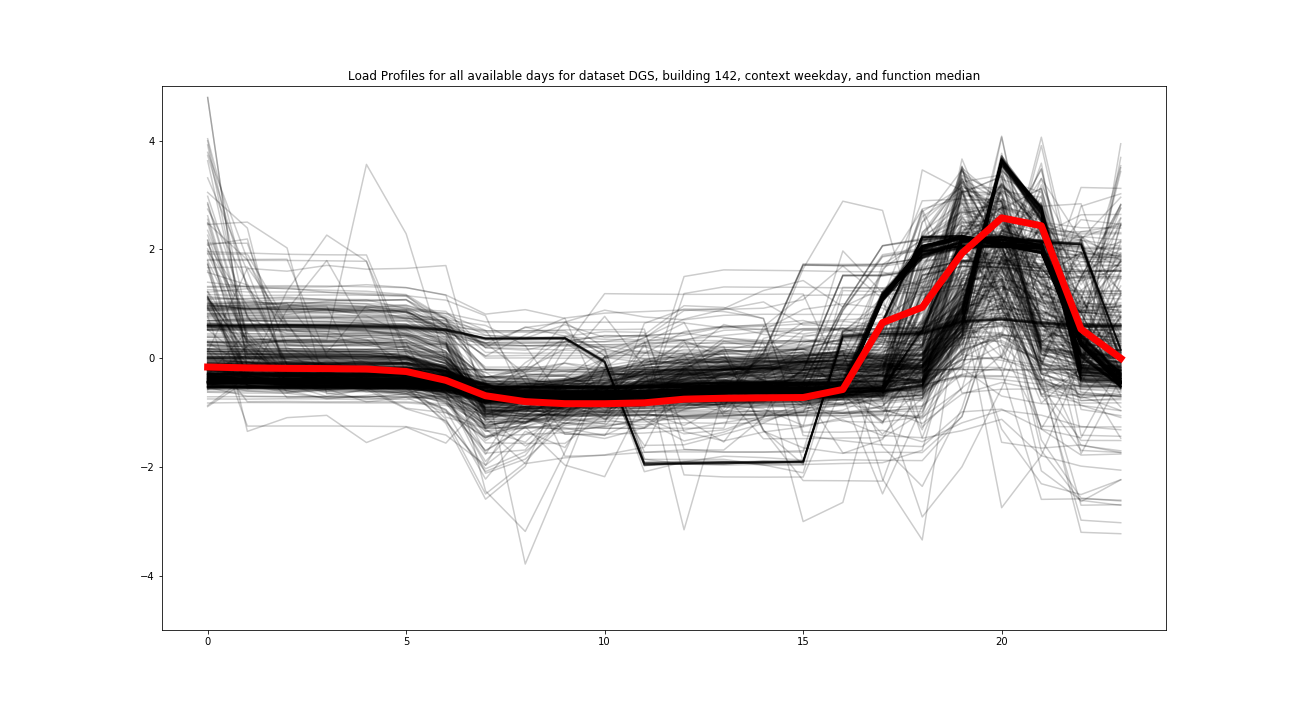 Load Profiles for all available days for dataset DGS, building 142, context weekday, and function median
4
2
0
−2
−4
0 5 10 15 20